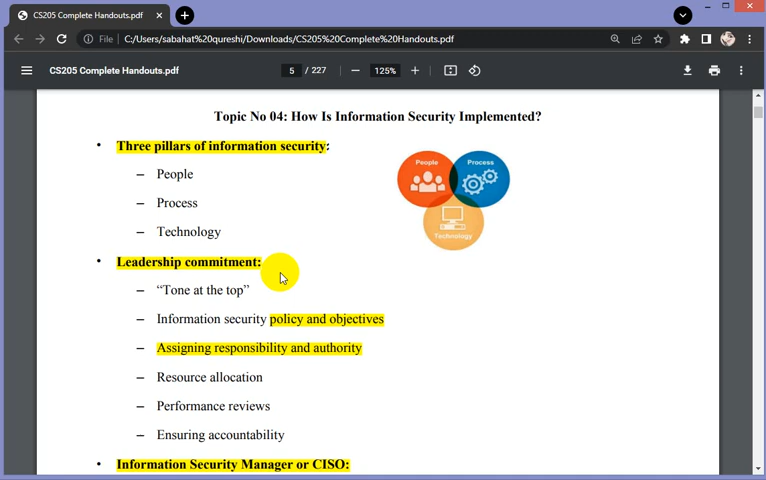 CS205 Complete Handouts.pdf
File
C:/Users/sabahat%20qureshi/Downloads/CS205%20Complete%20Handouts.pdf
CS205 Complete Handouts.pdf
5 / 227
125%
Topic No 04: How Is Information Security Implemented?
• Three pillars of information security:
– People
– Process
– Technology
People
Process
Technology
• Leadership commitment:
– “Tone at the top”
– Information security policy and objectives
– Assigning responsibility and authority
– Resource allocation
– Performance reviews
– Ensuring accountability
• Information Security Manager or CISO: